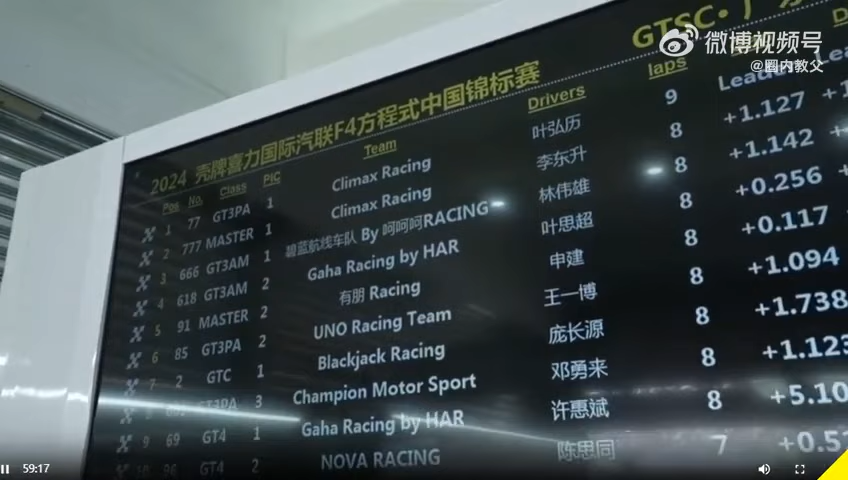 GTSC·
微博视频号
@圈内教父
2024 壳牌喜力国际汽联F4方程式中国锦标赛
Pos No. Class PIC Team Drivers laps
1 77 GT3PA 1 Climax Racing 叶弘历 9 Leader
2 777 MASTER 1 Climax Racing 李东升 8 +1.127
3 666 GT3AM 1 碧蓝航线车队 By 呵呵呵RACING 林伟雄 8 +1.142
4 618 GT3AM 2 Gaha Racing by HAR 叶思超 8 +0.256
5 91 MASTER 2 有朋 Racing 申建 8 +0.117
6 85 GT3PA 2 UNO Racing Team 王一博 8 +1.094
7 2 GTC 1 Blackjack Racing 庞长源 8 +1.738
8 GT3PA 3 Champion Motor Sport 邓勇来 8 +1.123
9 69 GT4 1 Gaha Racing by HAR 许惠斌 8 +5.10
10 96 GT4 2 NOVA RACING 陈思同 7
59:17